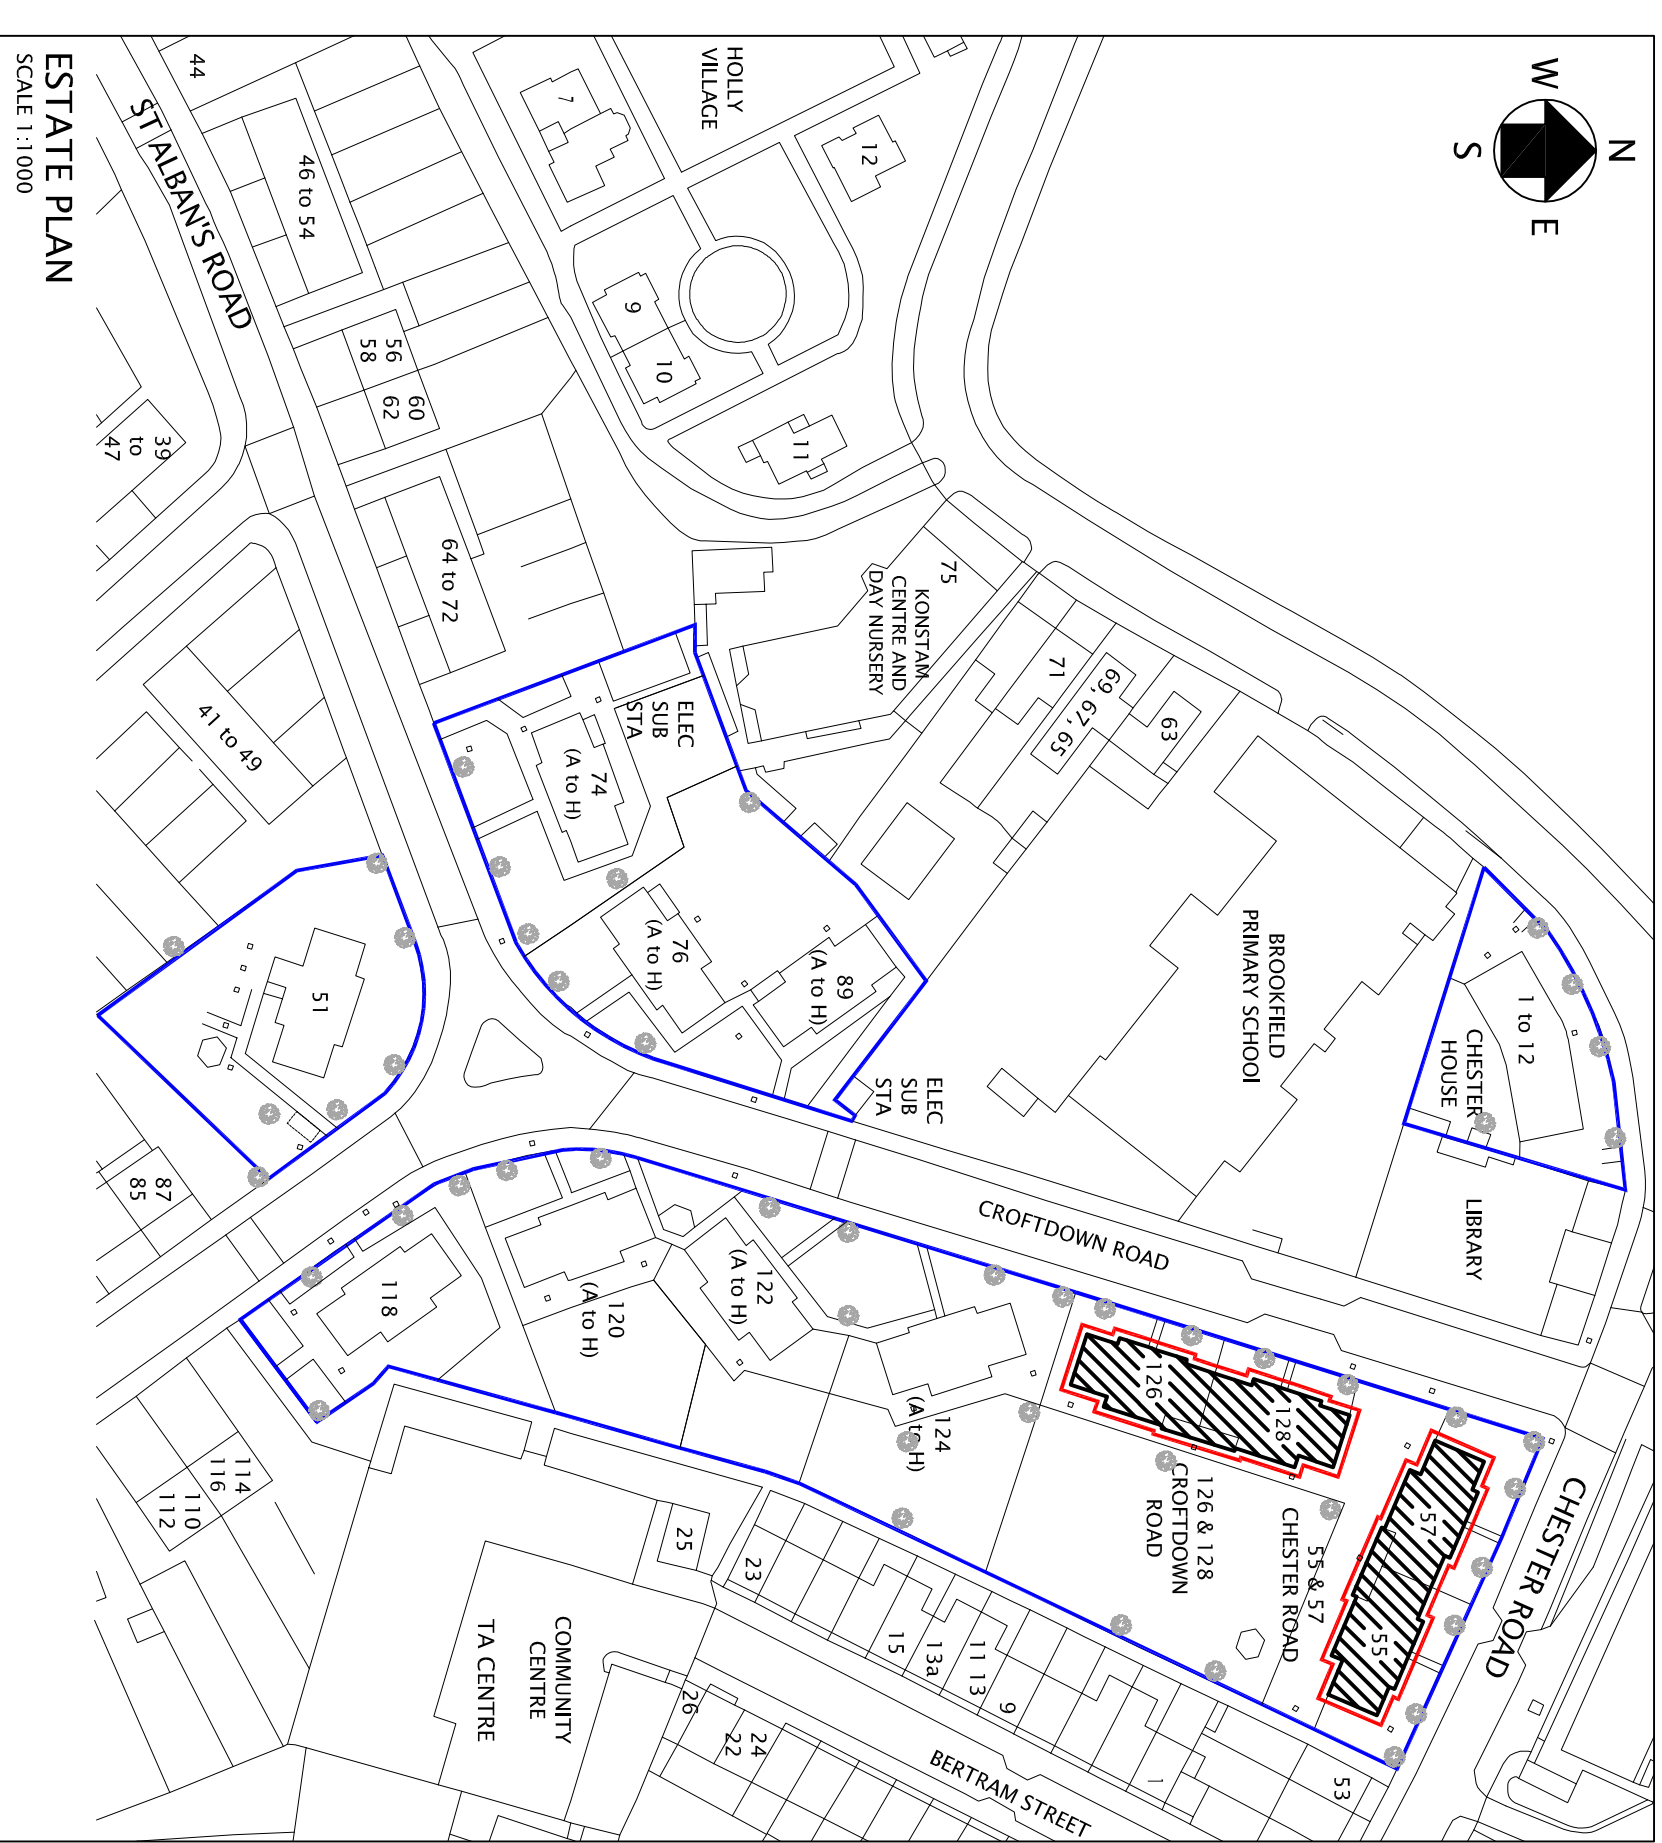 N
W
E
S
CHESTER ROAD
1 to 12
CHESTER
HOUSE
LIBRARY
57
55
55 & 57
CHESTER ROAD
53
BROOKFIELD
PRIMARY SCHOOL
128
126
126 & 128
CROFTDOWN
ROAD
CROFTDOWN ROAD
63
69, 67, 65
71
75
KONSTAM
CENTRE AND
DAY NURSERY
ELEC
SUB
STA
124
(A to H)
1
9
11 13
13a
15
23
25
BERTRAM STREET
12
11
HOLLY
VILLAGE
7
9
10
ELEC
SUB
STA
89
(A to H)
76
(A to H)
74
(A to H)
122
(A to H)
120
(A to H)
118
24
22
26
COMMUNITY
CENTRE
TA CENTRE
64 to 72
60
62
56
58
46 to 54
44
ST ALBAN'S ROAD
51
41 to 49
39
to
47
87
85
114
116
110
112
ESTATE PLAN
SCALE 1:1000